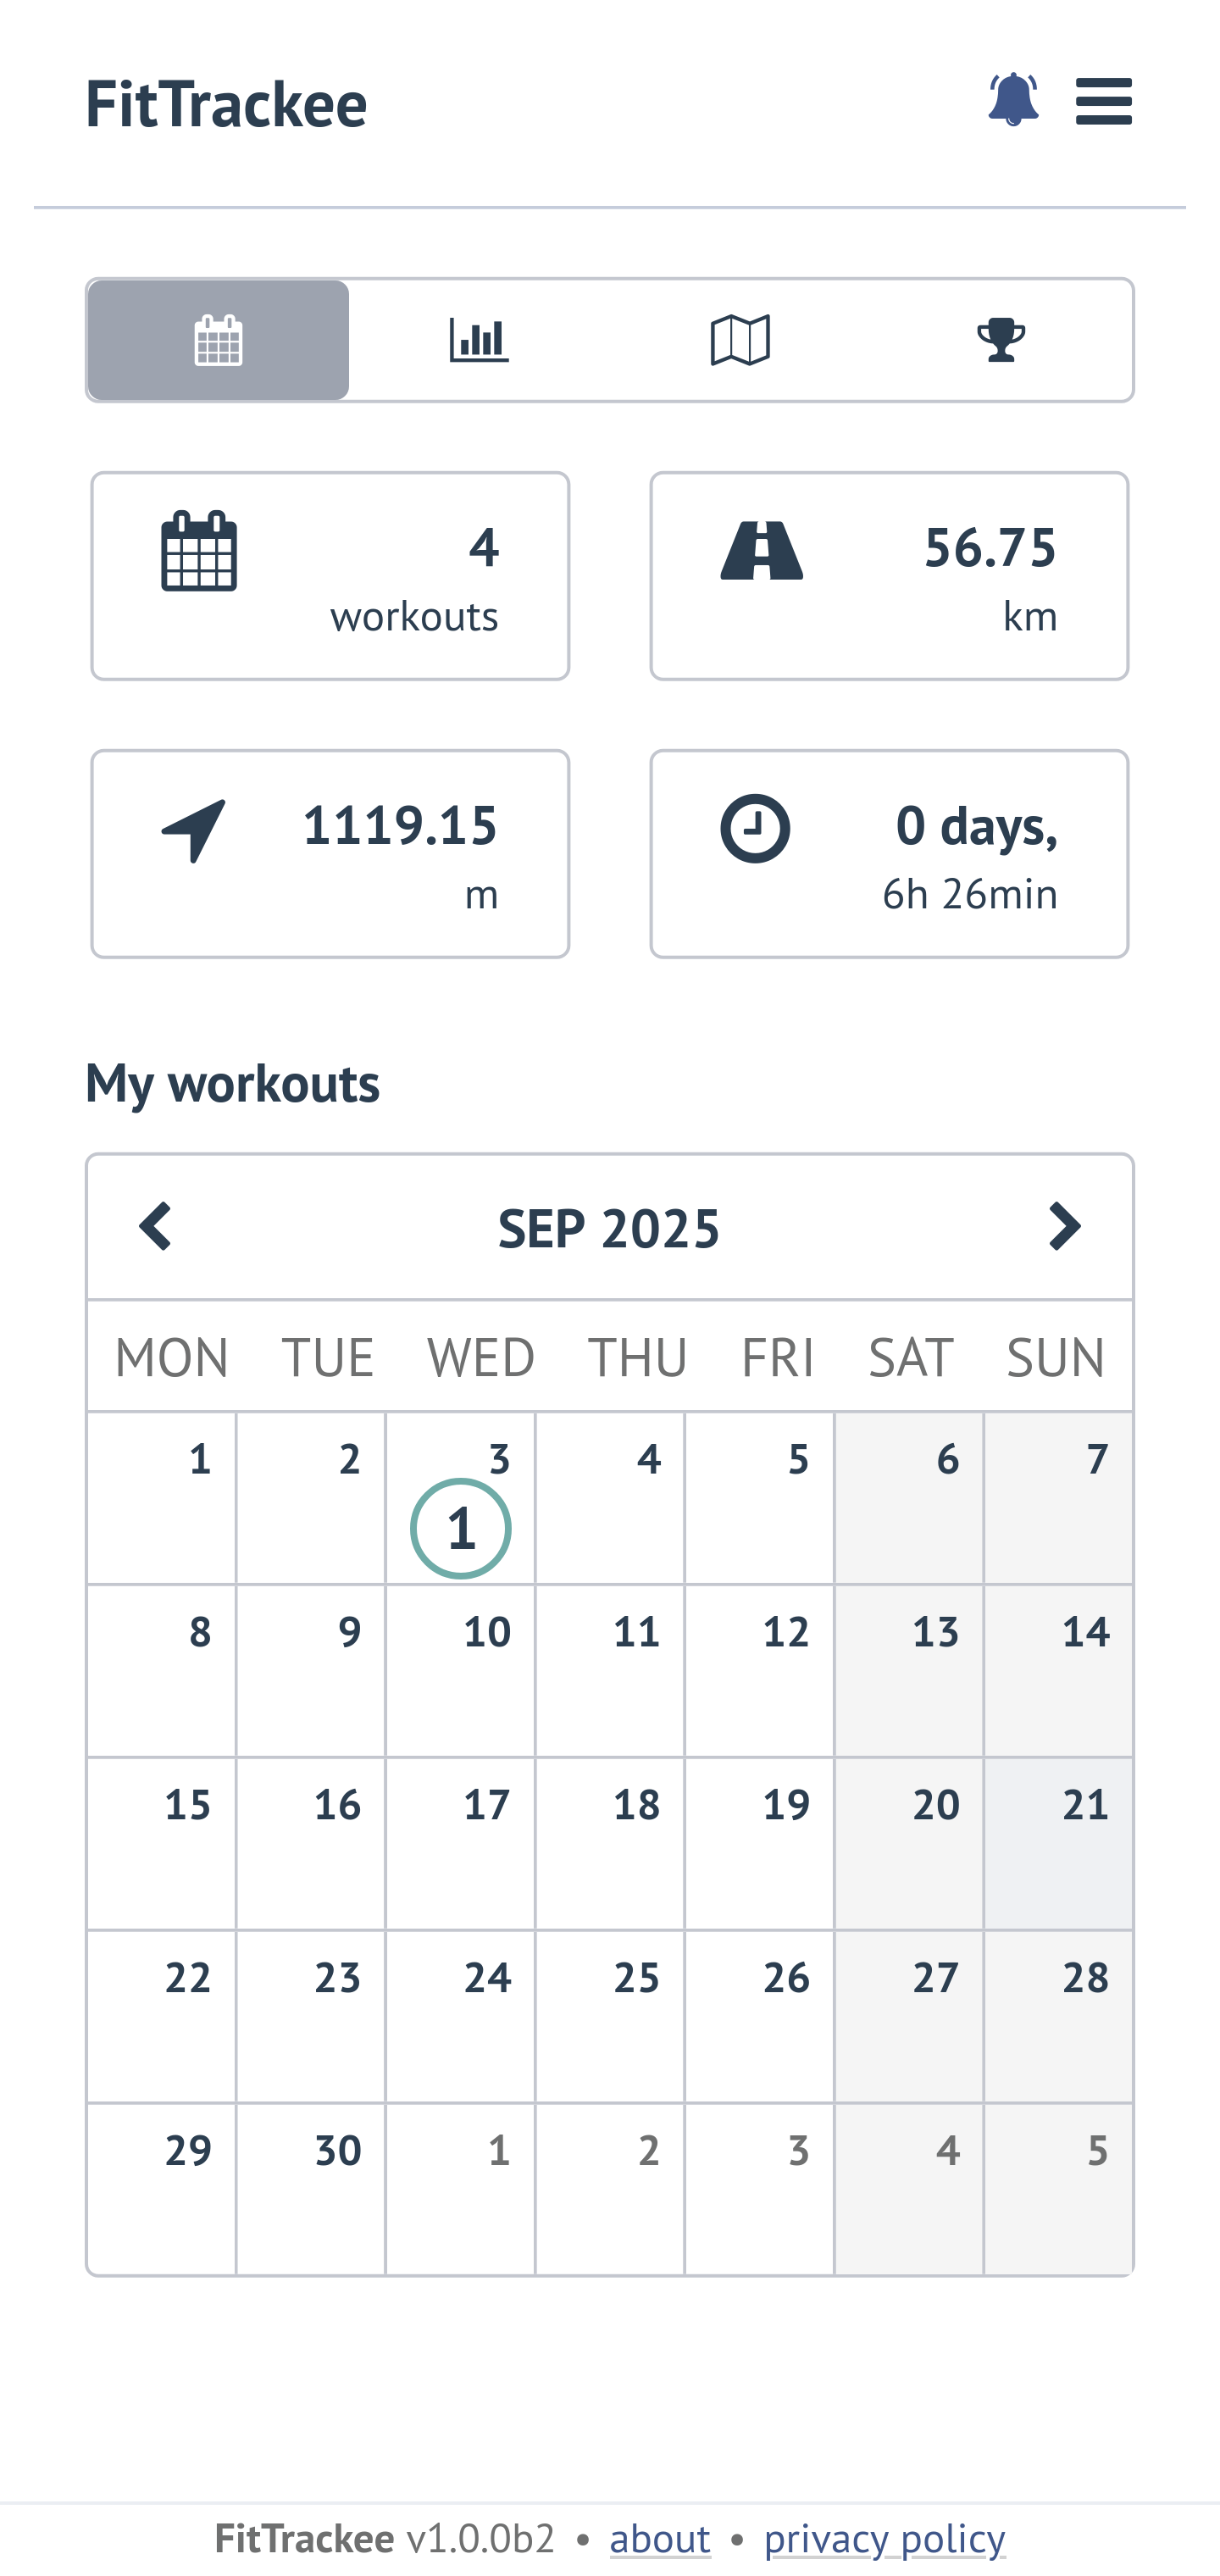 FitTrackee
4
workouts
56.75
km
1119.15
m
0 days,
6h 26min
My workouts
SEP 2025
MON TUE WED THU FRI SAT SUN
1 2 3 4 5 6 7
1
8 9 10 11 12 13 14
15 16 17 18 19 20 21
22 23 24 25 26 27 28
29 30 1 2 3 4 5
FitTrackee v1.0.0b2 • about • privacy policy